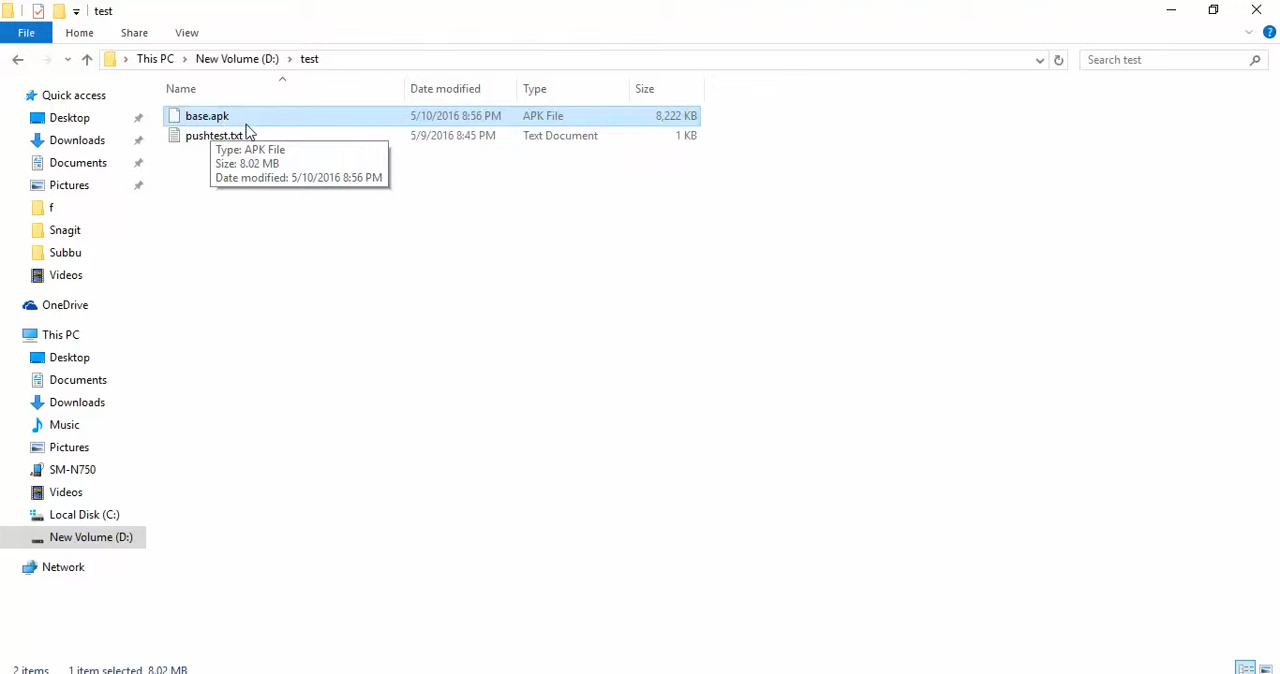 test
File Home Share View
This PC New Volume (D:) test
Search test
Name Date modified Type Size
base.apk 5/10/2016 8:56 PM APK File 8,222 KB
pushtest.txt 5/9/2016 8:45 PM Text Document 1 KB
Type: APK File
Size: 8.02 MB
Date modified: 5/10/2016 8:56 PM
Quick access
Desktop
Downloads
Documents
Pictures
f
Snagit
Subbu
Videos
OneDrive
This PC
Desktop
Documents
Downloads
Music
Pictures
SM-N750
Videos
Local Disk (C:)
New Volume (D:)
Network
2 items 1 item selected 8.02 MB